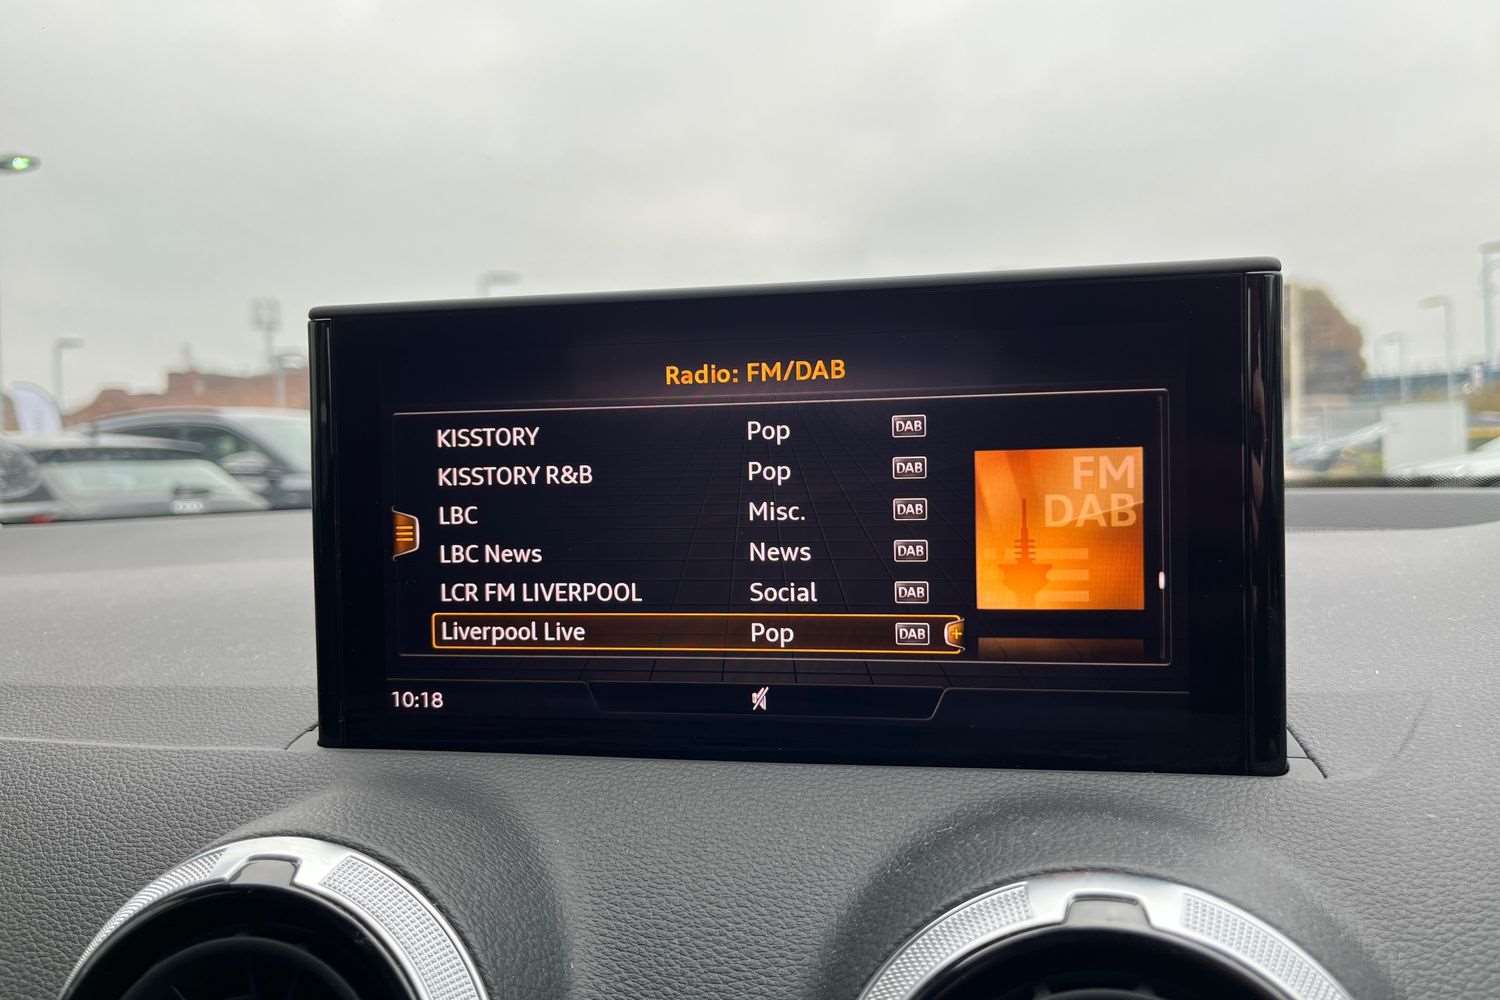 Radio: FM/DAB
KISSTORY Pop DAB
KISSTORY R&B Pop DAB
LBC Misc. DAB
LBC News News DAB
LCR FM LIVERPOOL Social DAB
Liverpool Live Pop DAB +
FM
DAB
10:18